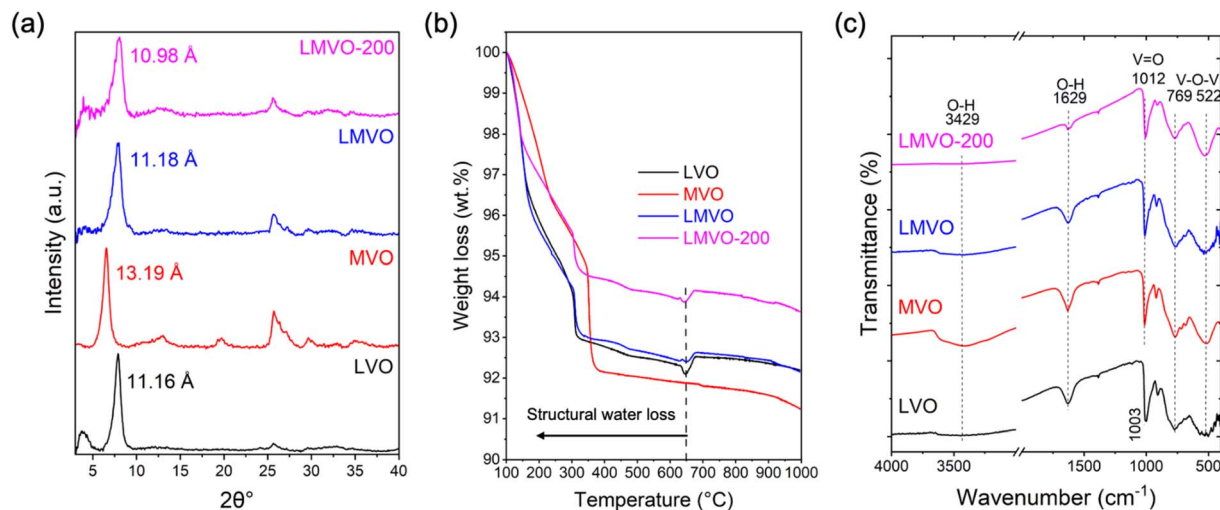 (a)
LMVO-200
10.98 Å
LMVO
11.18 Å
MVO
13.19 Å
LVO
11.16 Å
Intensity (a.u.)
5 10 15 20 25 30 35 40
2θ°
(b)
100
99
98
97
96
95
94
93
92
91
90
Weight loss (wt.%)
LVO
MVO
LMVO
LMVO-200
Structural water loss
100 200 300 400 500 600 700 800 900 1000
Temperature (°C)
(c)
V=O
1012
V-O-V
769 522
O-H
1629
O-H
3429
LMVO-200
LMVO
MVO
LVO
1003
Transmittance (%)
4000 3500 1500 1000 500
Wavenumber (cm⁻¹)